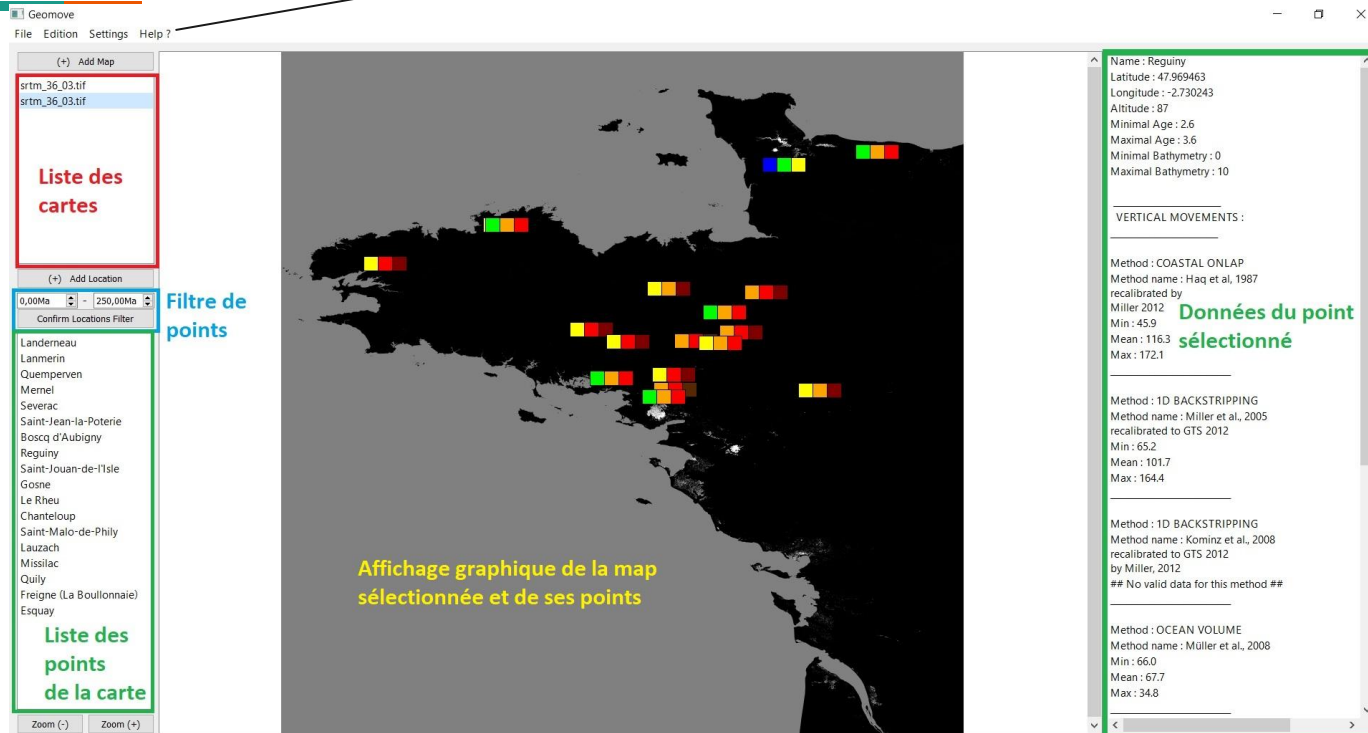 Geomove
File Edition Settings Help ?
(+) Add Map
srtm_36_03.tif
srtm_36_03.tif
Liste des
cartes
(+) Add Location
0,00Ma - 250,00Ma
Confirm Locations Filter
Filtre de
points
Landerneau
Lanmerin
Quemperven
Mernel
Severac
Saint-Jean-la-Poterie
Boscq d'Aubigny
Reguiny
Saint-Jouan-de-l'Isle
Gosne
Le Rheu
Chanteloup
Saint-Malo-de-Phily
Lauzach
Missilac
Quily
Freigne (La Boullonnaie)
Esquay
Liste des
points
de la carte
Zoom (-) Zoom (+)
Affichage graphique de la map
sélectionnée et de ses points
Name : Reguiny
Latitude : 47.969463
Longitude : -2.730243
Altitude : 87
Minimal Age : 2.6
Maximal Age : 3.6
Minimal Bathymetry : 0
Maximal Bathymetry : 10
VERTICAL MOVEMENTS :
Method : COASTAL ONLAP
Method name : Haq et al, 1987
recalibrated by
Miller 2012
Min : 45.9
Mean : 116.3
Max : 172.1
Données du point
sélectionné
Method : 1D BACKSTRIPPING
Method name : Miller et al., 2005
recalibrated to GTS 2012
Min : 65.2
Mean : 101.7
Max : 164.4
Method : 1D BACKSTRIPPING
Method name : Kominz et al., 2008
recalibrated to GTS 2012
by Miller, 2012
## No valid data for this method ##
Method : OCEAN VOLUME
Method name : Müller et al., 2008
Min : 66.0
Mean : 67.7
Max : 34.8